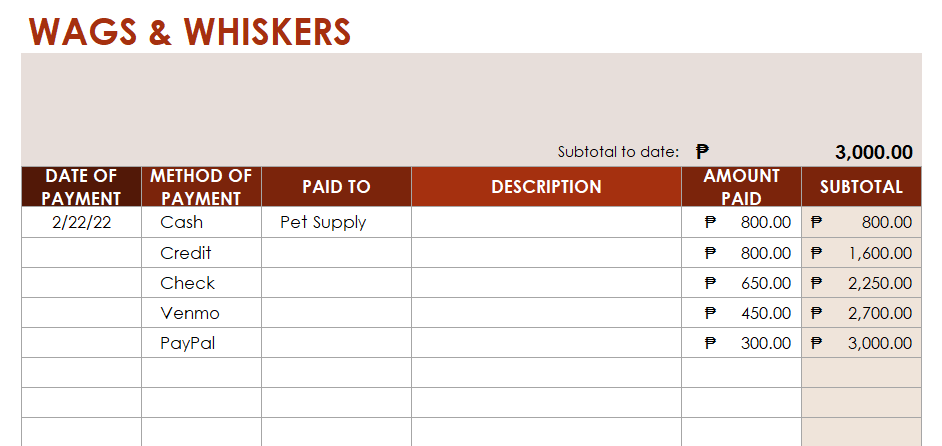 WAGS & WHISKERS
Subtotal to date: ₱ 3,000.00
DATE OF PAYMENT METHOD OF PAYMENT PAID TO DESCRIPTION AMOUNT PAID SUBTOTAL
2/22/22 Cash Pet Supply ₱ 800.00 ₱ 800.00
Credit ₱ 800.00 ₱ 1,600.00
Check ₱ 650.00 ₱ 2,250.00
Venmo ₱ 450.00 ₱ 2,700.00
PayPal ₱ 300.00 ₱ 3,000.00